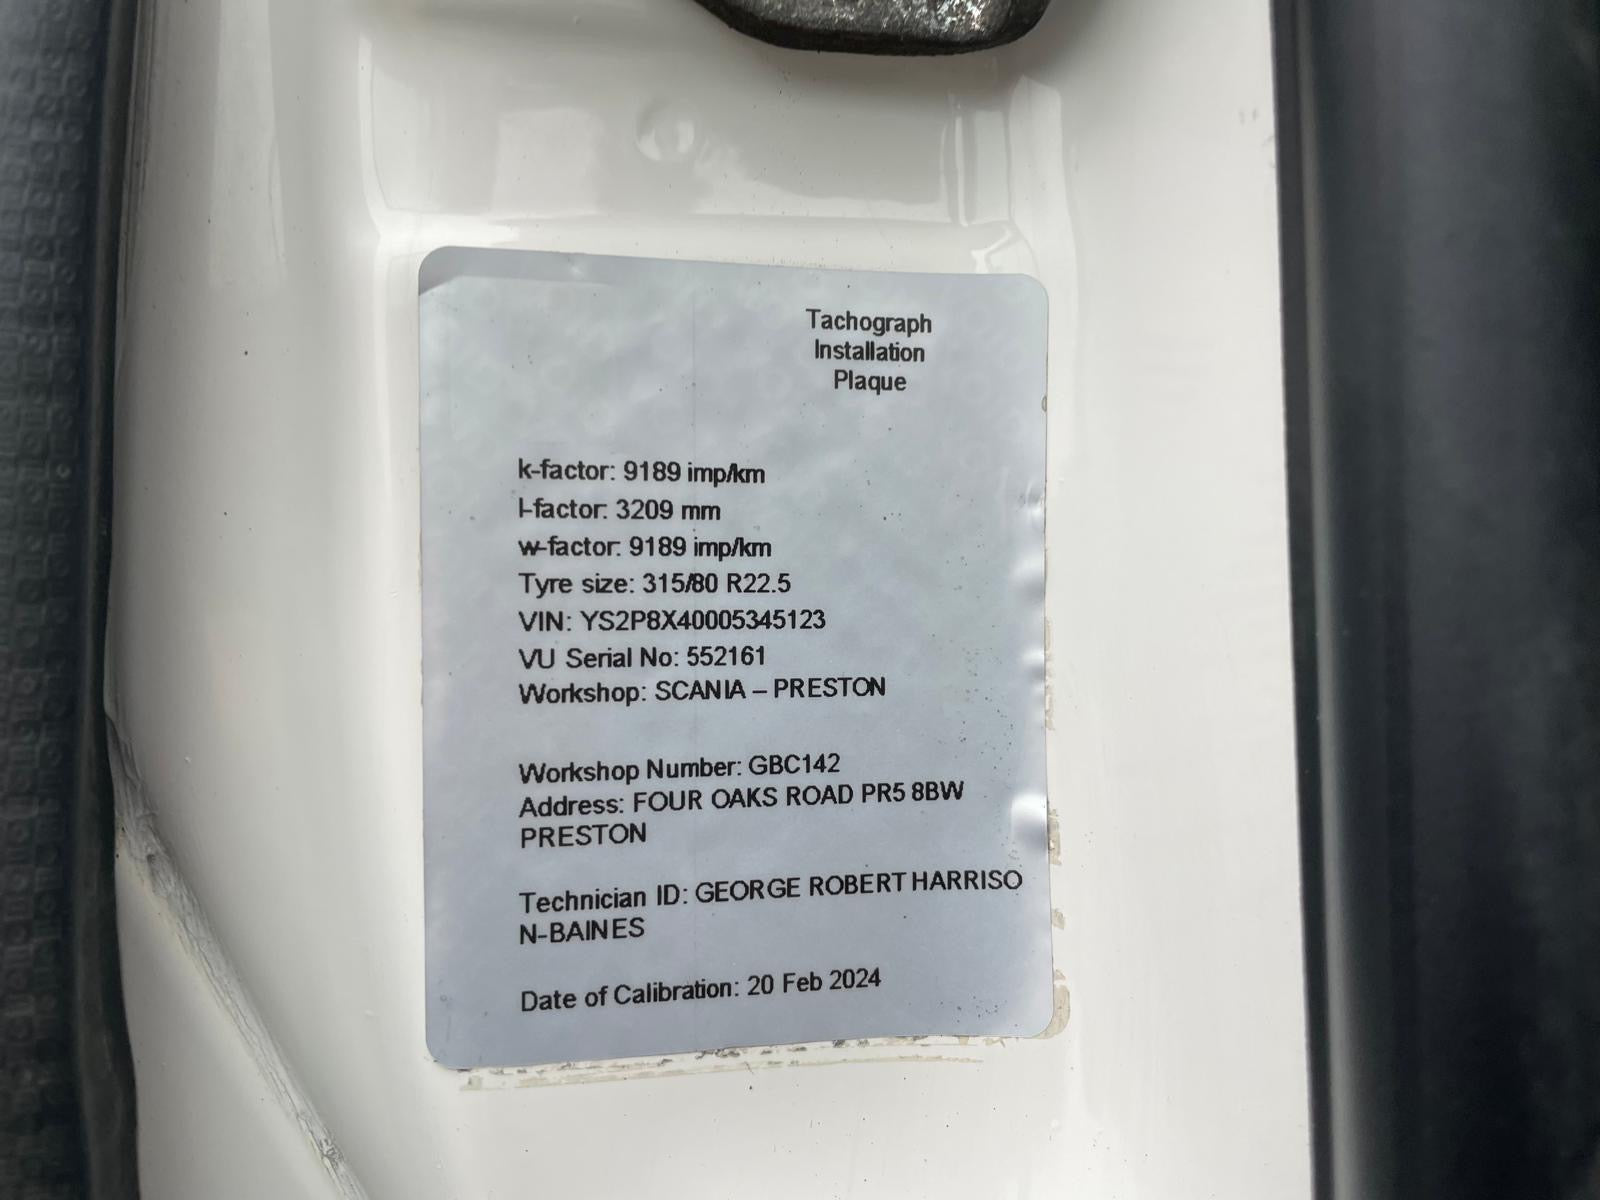 Tachograph
Installation
Plaque
k-factor: 9189 imp/km
l-factor: 3209 mm
w-factor: 9189 imp/km
Tyre size: 315/80 R22.5
VIN: YS2P8X40005345123
VU Serial No: 552161
Workshop: SCANIA – PRESTON
Workshop Number: GBC142
Address: FOUR OAKS ROAD PR5 8BW
PRESTON
Technician ID: GEORGE ROBERT HARRISO
N-BAINES
Date of Calibration: 20 Feb 2024